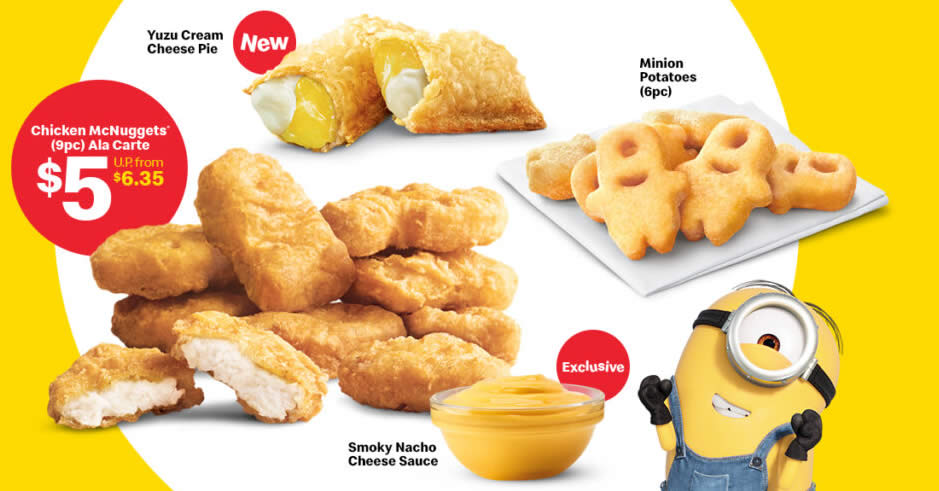 Yuzu Cream
Cheese Pie
New
Minion
Potatoes
(6pc)
Chicken McNuggets®
(9pc) Ala Carte
$5
U.P. from
$6.35
Exclusive
Smoky Nacho
Cheese Sauce